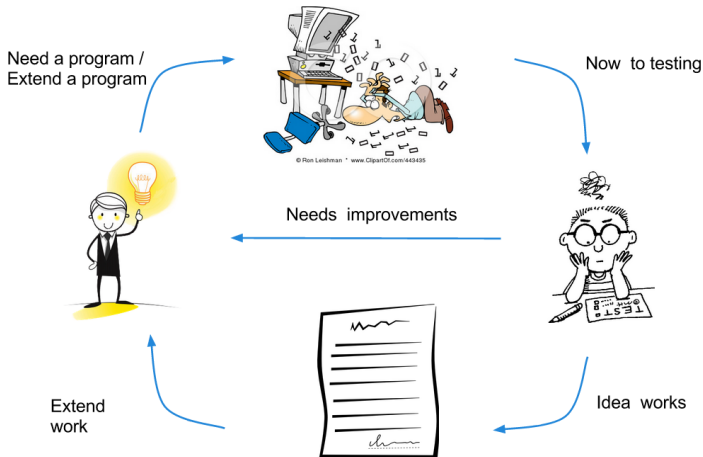 Need a program /
Extend a program
Now to testing
© Ron Leishman * www.ClipartOf.com/443435
Needs improvements
TEST
Idea works
Extend
work